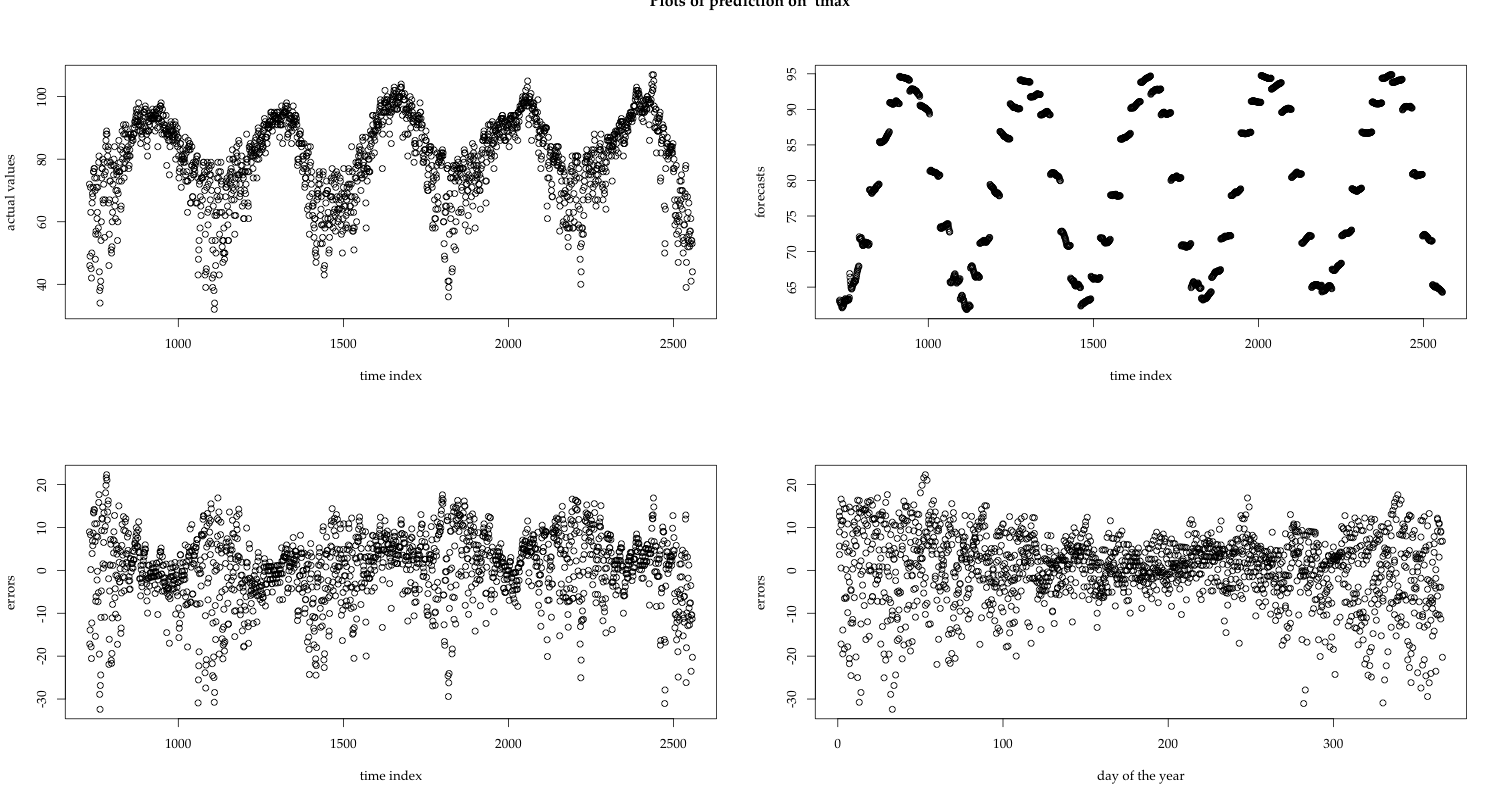 Plots of prediction on tmax
actual values
40 60 80 100
1000 1500 2000 2500
time index
forecasts
65 70 75 80 85 90 95
1000 1500 2000 2500
time index
errors
-30 -20 -10 0 10 20
1000 1500 2000 2500
time index
errors
-30 -20 -10 0 10 20
0 100 200 300
day of the year